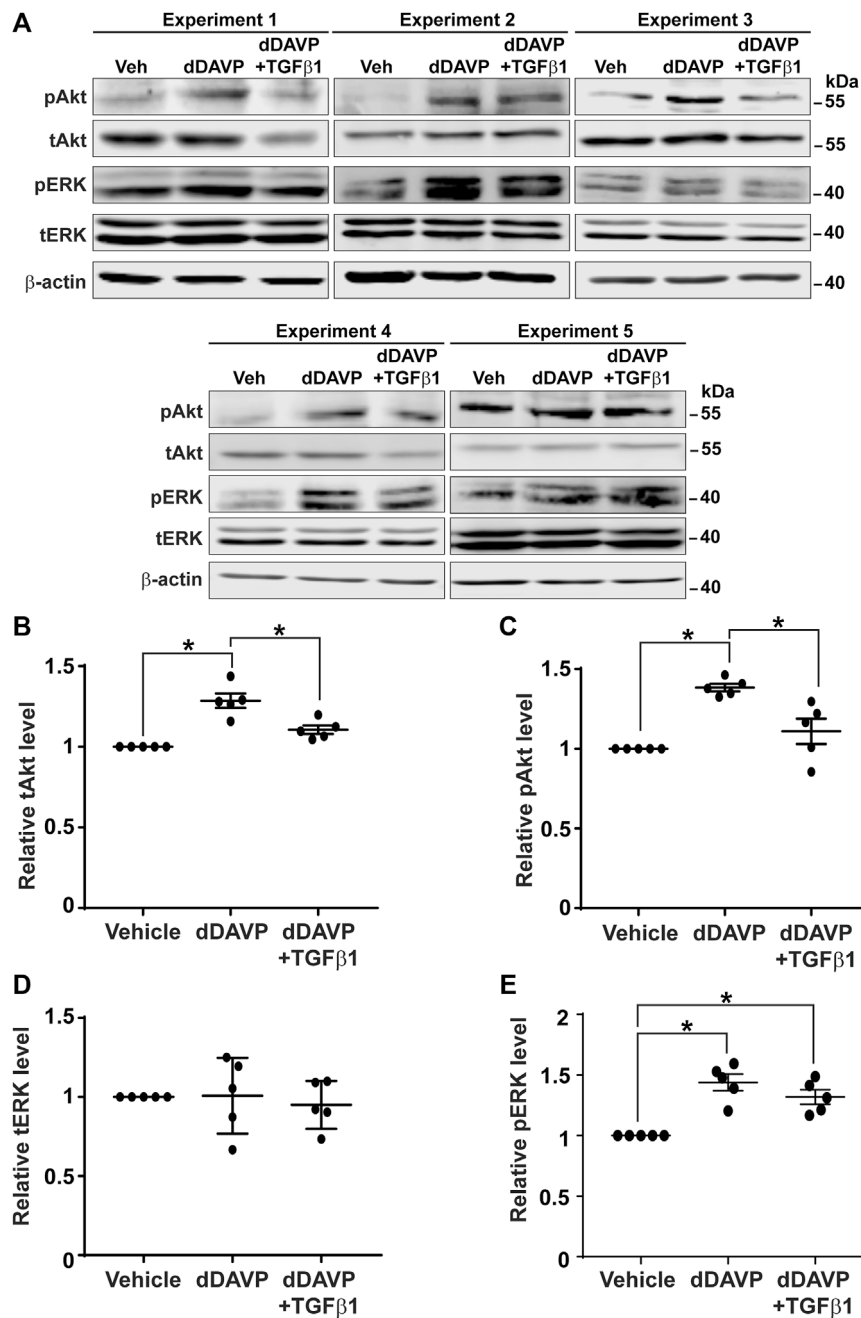 A
Experiment 1
Experiment 2
Experiment 3
Veh
dDAVP
dDAVP
+TGFβ1
Veh
dDAVP
dDAVP
+TGFβ1
Veh
dDAVP
dDAVP
+TGFβ1
kDa
pAkt
55
tAkt
55
pERK
40
tERK
40
β-actin
40
Experiment 4
Experiment 5
Veh
dDAVP
dDAVP
+TGFβ1
Veh
dDAVP
dDAVP
+TGFβ1
kDa
pAkt
55
tAkt
55
pERK
40
tERK
40
β-actin
40
B
Relative tAkt level
1.5
1
0.5
0
*
*
Vehicle
dDAVP
dDAVP
+TGFβ1
C
Relative pAkt level
1.5
1
0.5
0
*
*
Vehicle
dDAVP
dDAVP
+TGFβ1
D
Relative tERK level
1.5
1
0.5
0
Vehicle
dDAVP
dDAVP
+TGFβ1
E
Relative pERK level
2
1.5
1
0.5
0
*
*
Vehicle
dDAVP
dDAVP
+TGFβ1